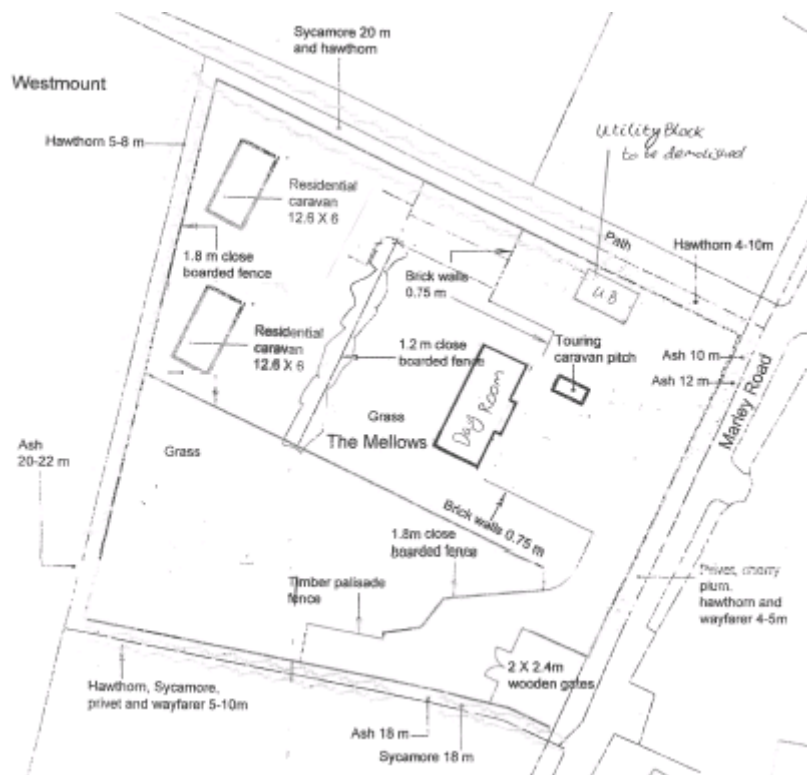 Sycamore 20 m
and hawthorn
Westmount
Utility Block
to be demolished
Hawthorn 5-8 m
Residential
caravan
12.6 X 6
Path
Hawthorn 4-10m
1.8 m close
boarded fence
Brick walls
0.75 m
UB
Residential
caravan
12.6 X 6
1.2 m close
boarded fence
Touring
caravan pitch
Ash 10 m
Ash 12 m
Marley Road
Day Room
Grass
The Mellows
Ash
20-22 m
Grass
Brick walls 0.75 m
1.8m close
boarded fence
Timber palisade
fence
Privet, cherry
plum,
hawthorn and
wayfarer 4-5m
2 X 2.4m
wooden gates
Hawthorn, Sycamore,
privet and wayfarer 5-10m
Ash 18 m
Sycamore 18 m